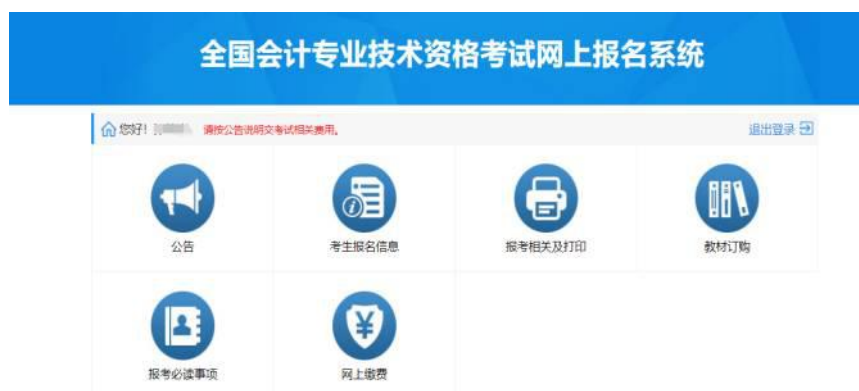 全国会计专业技术资格考试网上报名系统
您好! 请按公告说明交考试相关费用。 退出登录
公告 考生报名信息 报考相关及打印 教材订购
报考必读事项 网上缴费